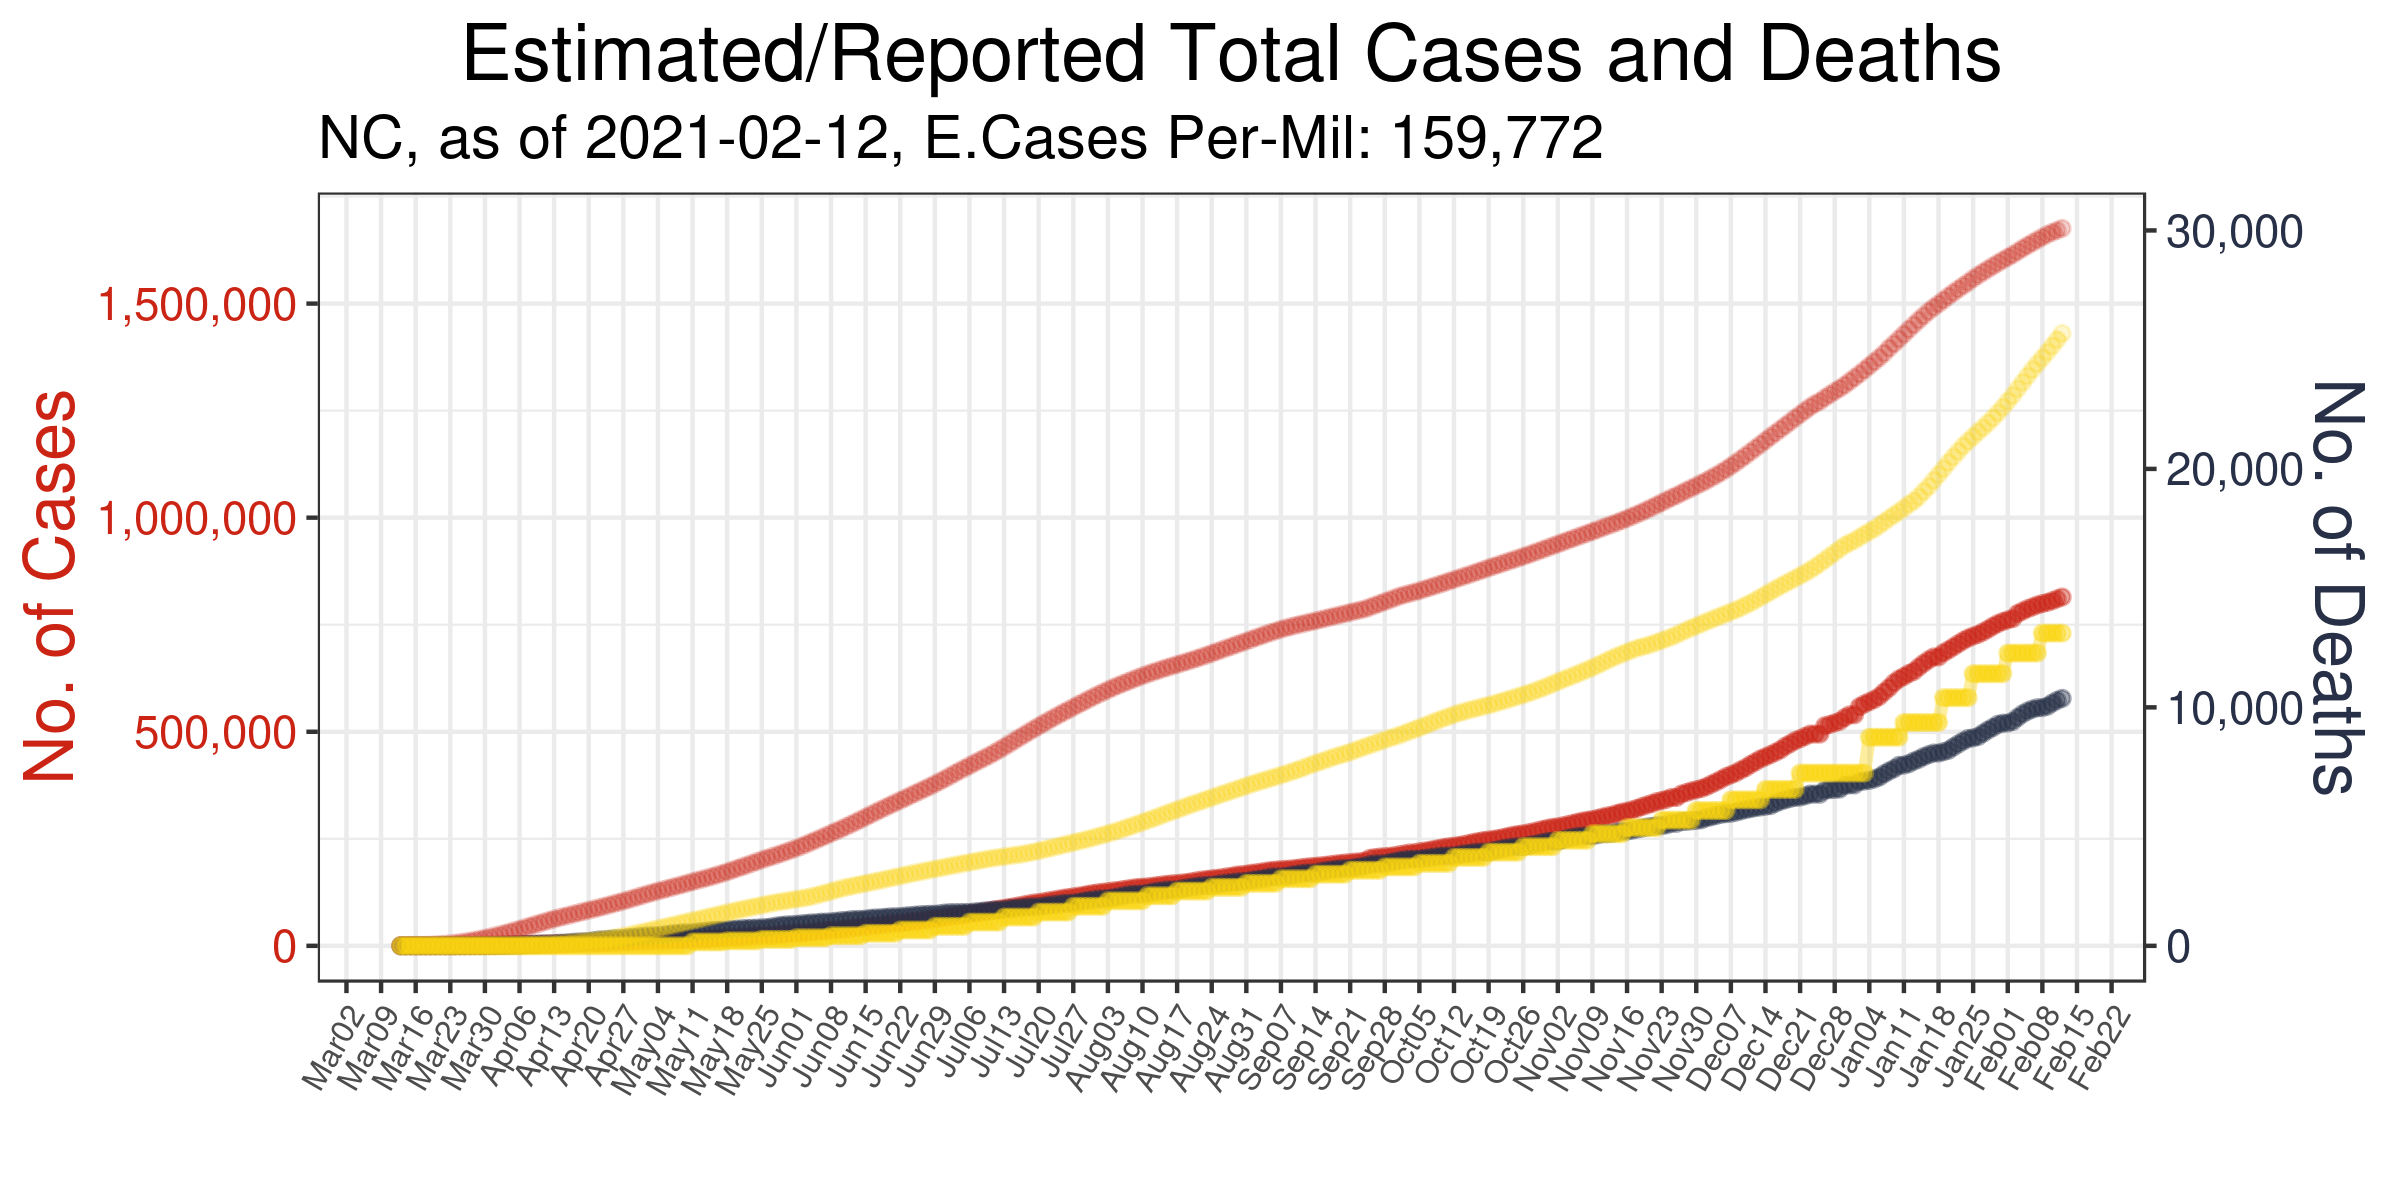 Estimated/Reported Total Cases and Deaths
NC, as of 2021-02-12, E.Cases Per-Mil: 159,772
No. of Cases
1,500,000
1,000,000
500,000
0
30,000
20,000
10,000
0
No. of Deaths
Mar02
Mar09
Mar16
Mar23
Mar30
Apr06
Apr13
Apr20
Apr27
May04
May11
May18
May25
Jun01
Jun08
Jun15
Jun22
Jun29
Jul06
Jul13
Jul20
Jul27
Aug03
Aug10
Aug17
Aug24
Aug31
Sep07
Sep14
Sep21
Sep28
Oct05
Oct12
Oct19
Oct26
Nov02
Nov09
Nov16
Nov23
Nov30
Dec07
Dec14
Dec21
Dec28
Jan04
Jan11
Jan18
Jan25
Feb01
Feb08
Feb15
Feb22